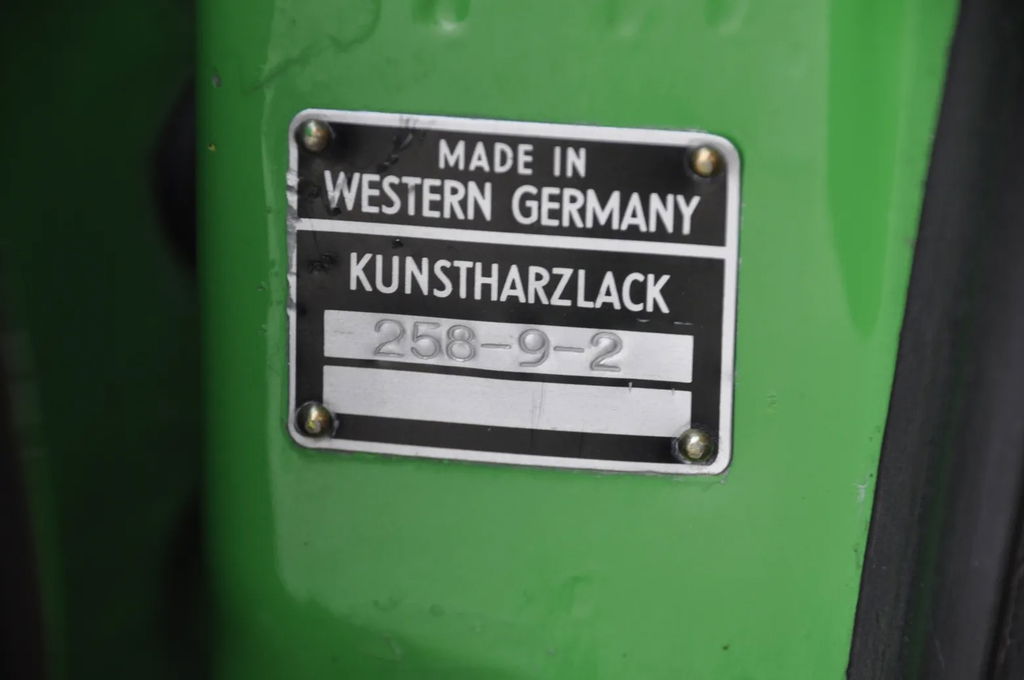 MADE IN
WESTERN GERMANY
KUNSTHARZLACK
258-9-2